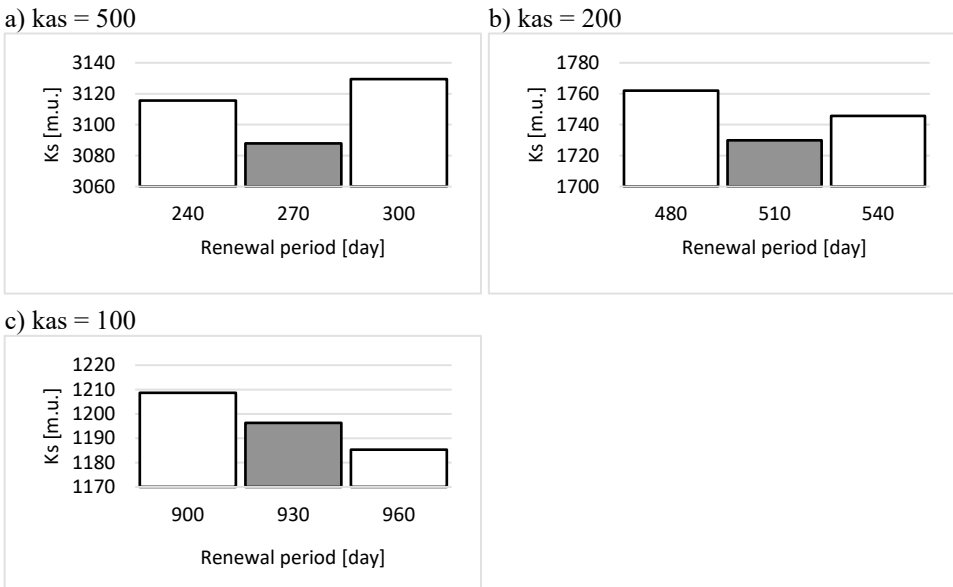 a) kas = 500
3140
3120
3100
3080
3060
Ks [m.u.]
240 270 300
Renewal period [day]
b) kas = 200
1780
1760
1740
1720
1700
Ks [m.u.]
480 510 540
Renewal period [day]
c) kas = 100
1220
1210
1200
1190
1180
1170
Ks [m.u.]
900 930 960
Renewal period [day]